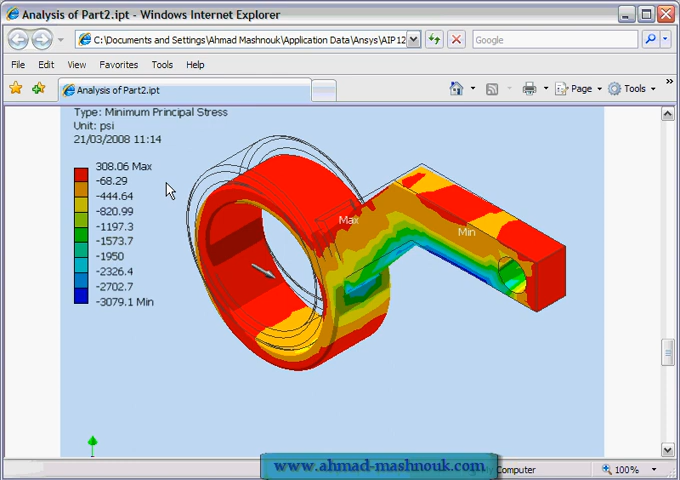 Analysis of Part2.ipt - Windows Internet Explorer
C:\Documents and Settings\Ahmad Mashnouk\Application Data\Ansys\AIP12
Google
File Edit View Favorites Tools Help
Analysis of Part2.ipt
Page
Tools
Type: Minimum Principal Stress
Unit: psi
21/03/2008 11:14
308.06 Max
-68.29
-444.64
-820.99
-1197.3
-1573.7
-1950
-2326.4
-2702.7
-3079.1 Min
Max
Min
www.ahmad-mashnouk.com
Computer
100%